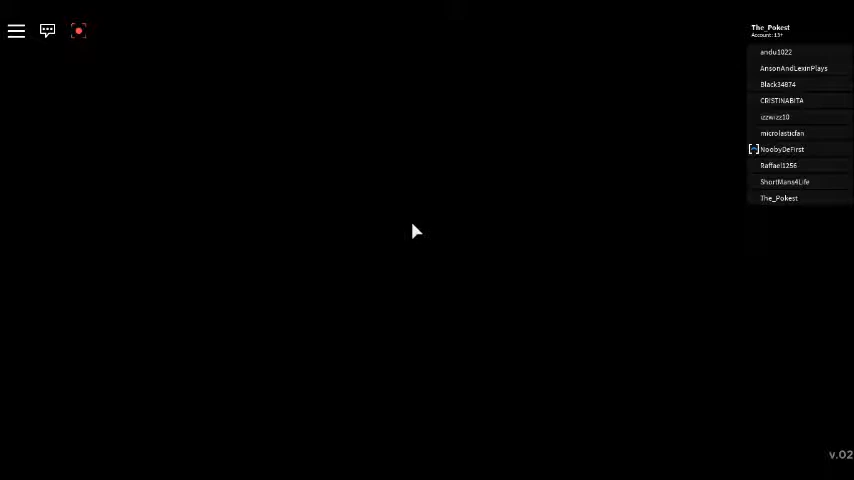 The_Pokest
Account: 13+
andu1022
AnsonAndLexinPlays
Black34874
CRISTINABITA
izzwizz10
microlasticfan
NoobyDeFirst
Raffael1256
ShortMans4Life
The_Pokest
v.02